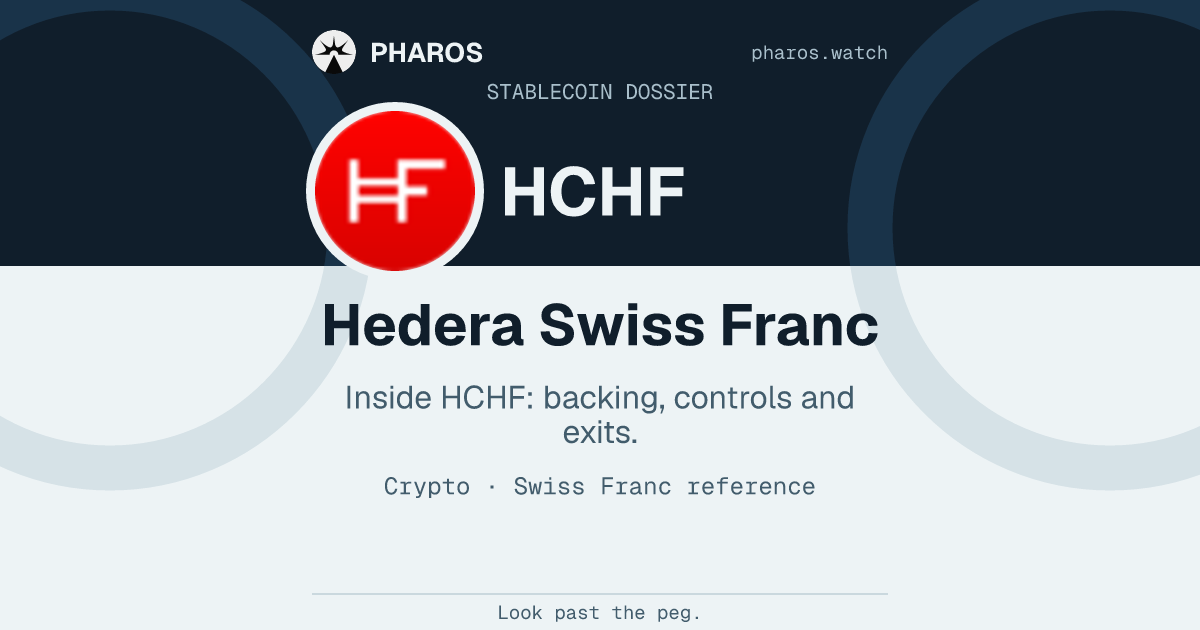 PHAROS
pharos.watch
STABLECOIN DOSSIER
HF
HCHF
Hedera Swiss Franc
Inside HCHF: backing, controls and
exits.
Crypto · Swiss Franc reference
Look past the peg.